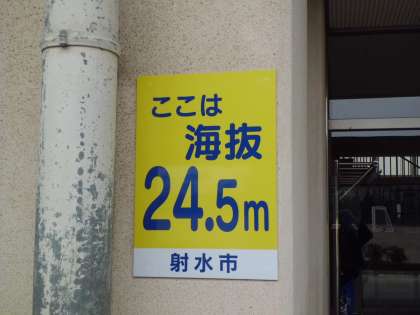 ここは
海抜
24.5m
射水市